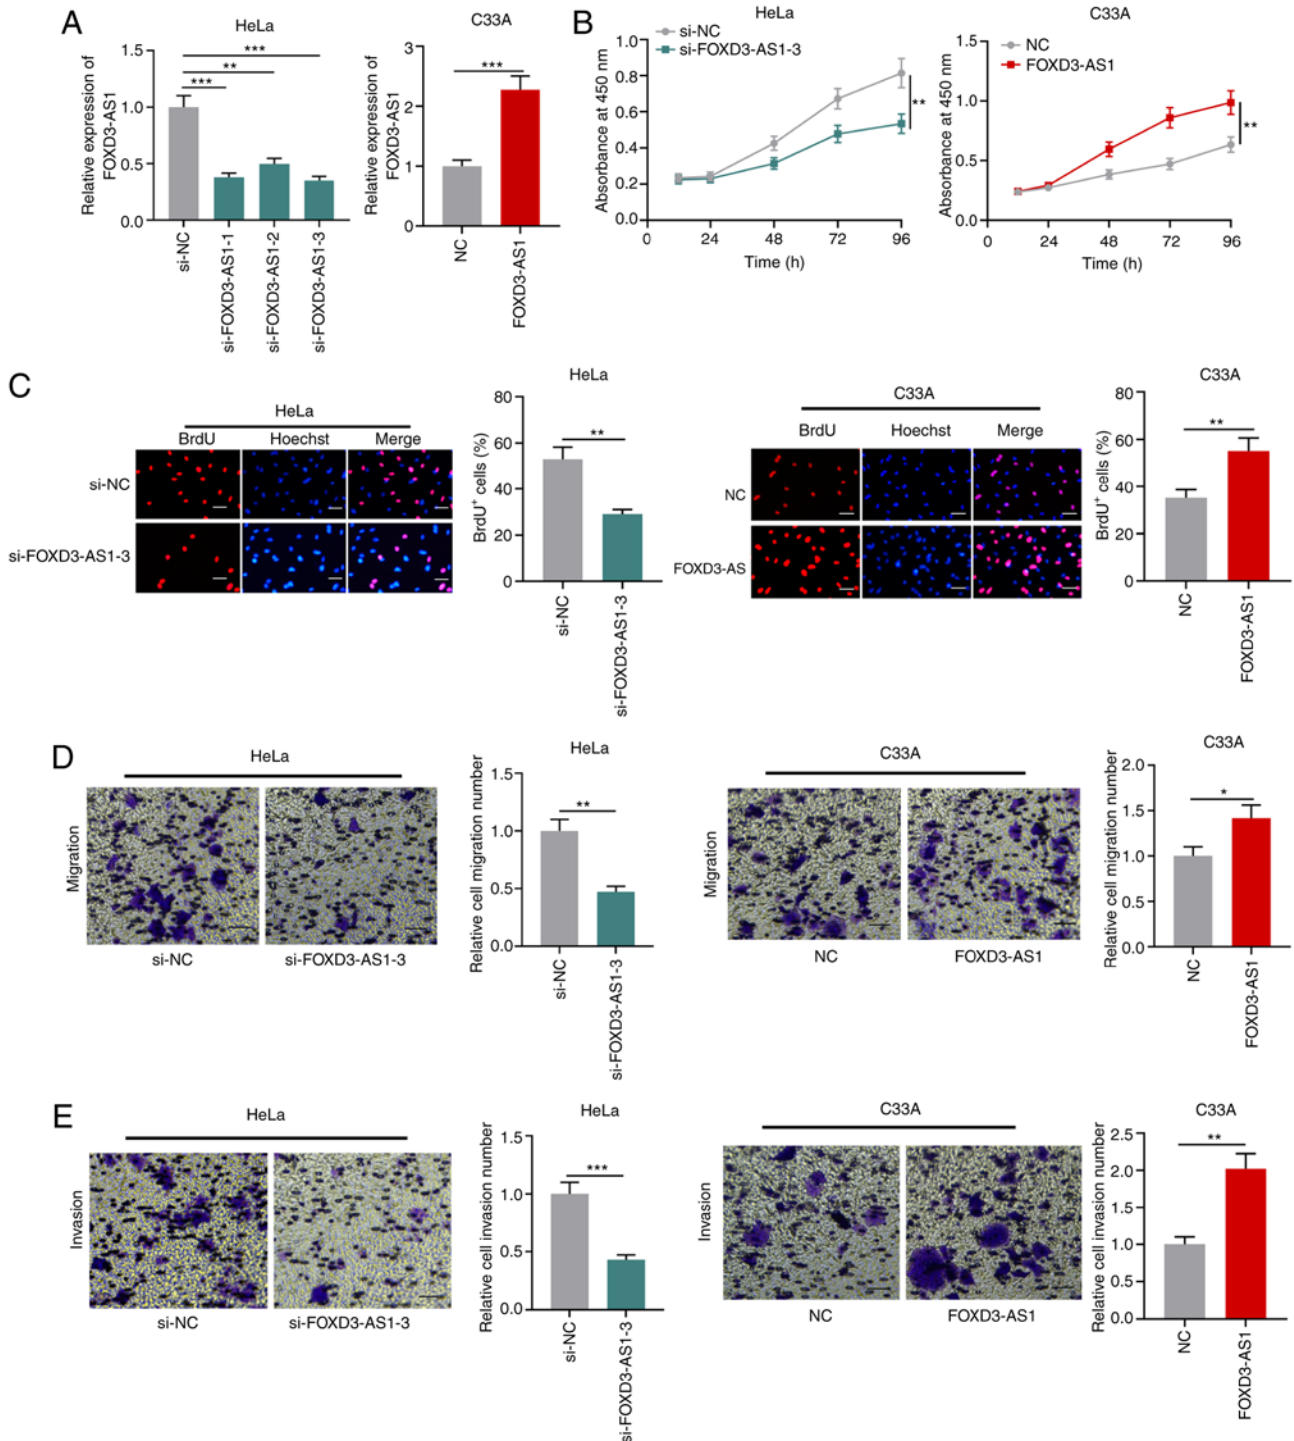 A
HeLa
Relative expression of
FOXD3-AS1
1.5
1.0
0.5
0.0
***
**
***
si-NC
si-FOXD3-AS1-1
si-FOXD3-AS1-2
si-FOXD3-AS1-3
C33A
Relative expression of
FOXD3-AS1
3
2
1
0
***
NC
FOXD3-AS1
B
HeLa
si-NC
si-FOXD3-AS1-3
Absorbance at 450 nm
1.0
0.8
0.6
0.4
0.2
0.0
**
0 24 48 72 96
Time (h)
C33A
NC
FOXD3-AS1
Absorbance at 450 nm
1.5
1.0
0.5
0.0
**
0 24 48 72 96
Time (h)
C
HeLa
BrdU Hoechst Merge
si-NC
si-FOXD3-AS1-3
HeLa
BrdU+ cells (%)
80
60
40
20
0
**
si-NC
si-FOXD3-AS1-3
C33A
BrdU Hoechst Merge
NC
FOXD3-AS
C33A
BrdU+ cells (%)
80
60
40
20
0
**
NC
FOXD3-AS1
D
HeLa
Migration
si-NC si-FOXD3-AS1-3
HeLa
Relative cell migration number
1.5
1.0
0.5
0.0
**
si-NC
si-FOXD3-AS1-3
C33A
Migration
NC FOXD3-AS1
C33A
Relative cell migration number
2.0
1.5
1.0
0.5
0.0
*
NC
FOXD3-AS1
E
HeLa
Invasion
si-NC si-FOXD3-AS1-3
HeLa
Relative cell invasion number
1.5
1.0
0.5
0.0
***
si-NC
si-FOXD3-AS1-3
C33A
Invasion
NC FOXD3-AS1
C33A
Relative cell invasion number
2.5
2.0
1.5
1.0
0.5
0.0
**
NC
FOXD3-AS1